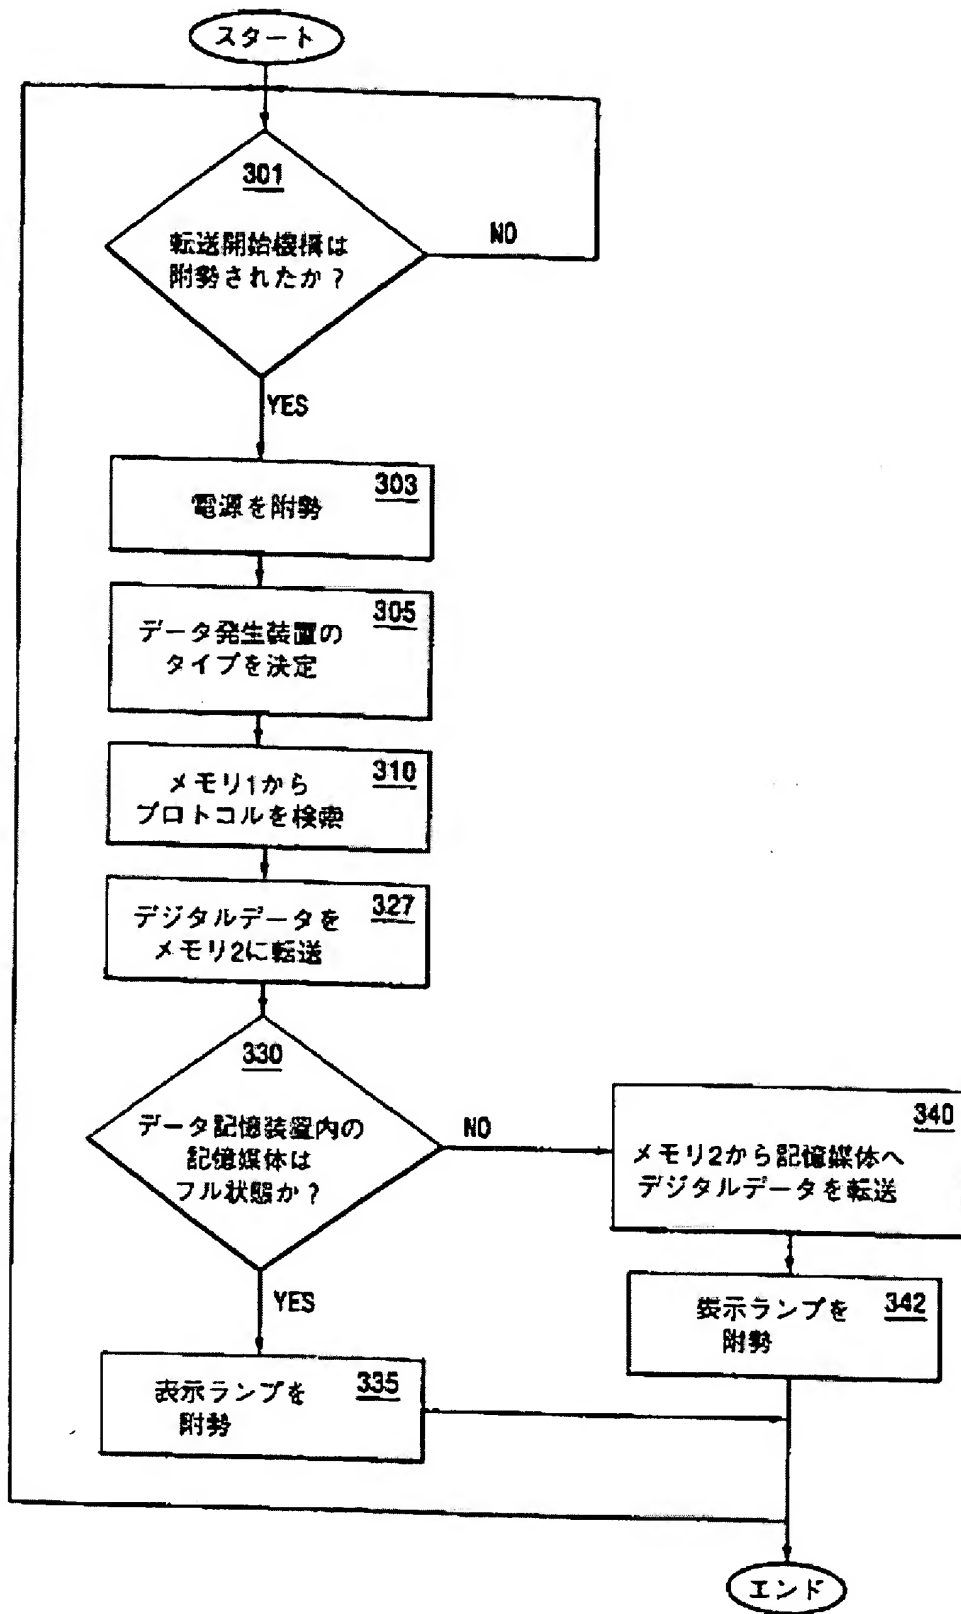 スタート
301
転送開始機構は
附勢されたか？
NO
YES
303
電源を附勢
305
データ発生装置の
タイプを決定
310
メモリ1から
プロトコルを検索
327
デジタルデータを
メモリ2に転送
330
データ記憶装置内の
記憶媒体は
フル状態か？
NO
YES
340
メモリ2から記憶媒体へ
デジタルデータを転送
342
表示ランプを
附勢
335
表示ランプを
附勢
エンド